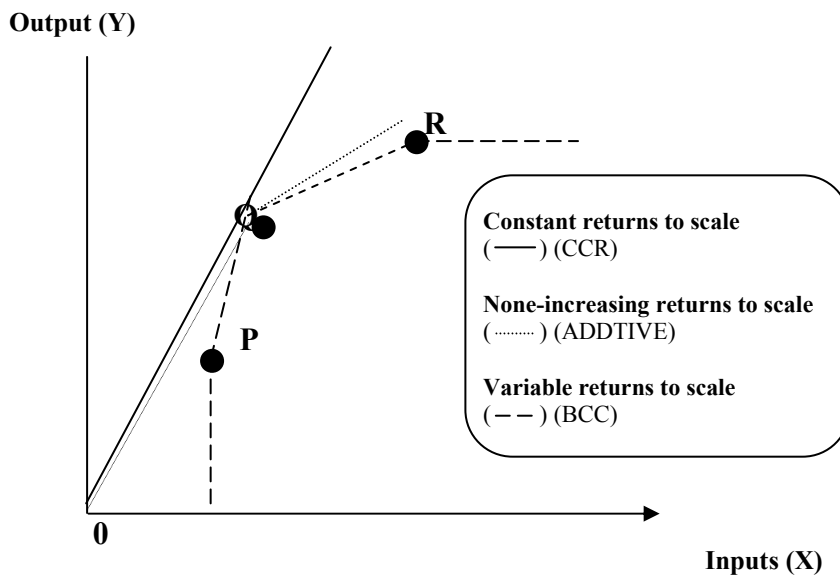 Output (Y)
R
Q
Constant returns to scale
( —— ) (CCR)
None-increasing returns to scale
( .......... ) (ADDTIVE)
P
Variable returns to scale
( – – – ) (BCC)
0
Inputs (X)